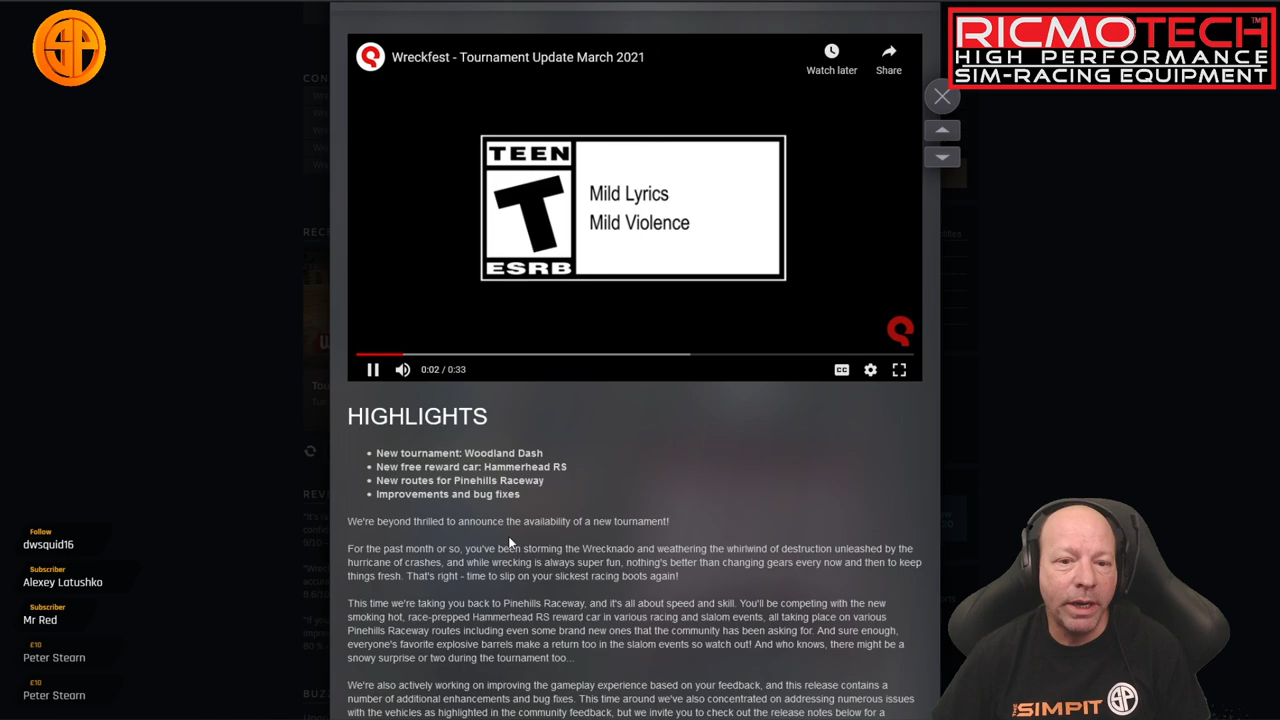 SP
RICMOTECH™
HIGH PERFORMANCE
SIM-RACING EQUIPMENT
Wreckfest - Tournament Update March 2021
Watch later
Share
TEEN
T
ESRB
Mild Lyrics
Mild Violence
0:02 / 0:33
CC
HIGHLIGHTS
• New tournament: Woodland Dash
• New free reward car: Hammerhead RS
• New routes for Pinehills Raceway
• Improvements and bug fixes
We're beyond thrilled to announce the availability of a new tournament!
For the past month or so, you've been storming the Wrecknado and weathering the whirlwind of destruction unleashed by the
hurricane of crashes, and while wrecking is always super fun, nothing's better than changing gears every now and then to keep
things fresh. That's right - time to slip on your slickest racing boots again!
This time we're taking you back to Pinehills Raceway, and it's all about speed and skill. You'll be competing with the new
smoking hot, race-prepped Hammerhead RS reward car in various racing and slalom events, all taking place on various
Pinehills Raceway routes including even some brand new ones that the community has been asking for. And sure enough,
everyone's favorite explosive barrels make a return too in the slalom events so watch out! And who knows, there might be a
snowy surprise or two during the tournament too...
We're also actively working on improving the gameplay experience based on your feedback, and this release contains a
number of additional enhancements and bug fixes. This time around we've also concentrated on addressing numerous issues
with the vehicles as highlighted in the community feedback, but we invite you to check out the release notes below for a
Follow
dwsquid16
Subscriber
Alexey Latushko
Subscriber
Mr Red
£10
Peter Stearn
£10
Peter Stearn
SIMPIT
SP